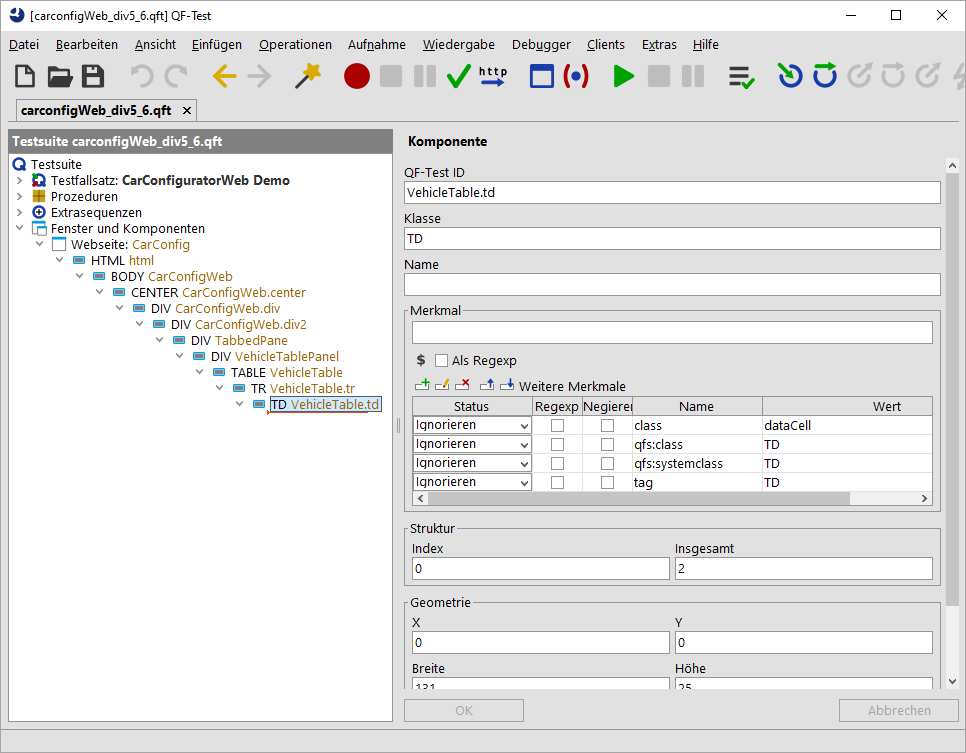 [carconfigWeb_div5_6.qft] QF-Test
Datei Bearbeiten Ansicht Einfügen Operationen Aufnahme Wiedergabe Debugger Clients Extras Hilfe
http
carconfigWeb_div5_6.qft ×
Testsuite carconfigWeb_div5_6.qft
Testsuite
Testfallsatz: CarConfiguratorWeb Demo
Prozeduren
Extrasequenzen
Fenster und Komponenten
Webseite: CarConfig
HTML html
BODY CarConfigWeb
CENTER CarConfigWeb.center
DIV CarConfigWeb.div
DIV CarConfigWeb.div2
DIV TabbedPane
DIV VehicleTablePanel
TABLE VehicleTable
TR VehicleTable.tr
TD VehicleTable.td
Komponente
QF-Test ID
VehicleTable.td
Klasse
TD
Name
Merkmal
$ Als Regexp
Weitere Merkmale
Status Regexp Negieren Name Wert
Ignorieren class dataCell
Ignorieren qfs:class TD
Ignorieren qfs:systemclass TD
Ignorieren tag TD
Struktur
Index Insgesamt
0 2
Geometrie
X Y
0 0
Breite Höhe
131 25
OK Abbrechen